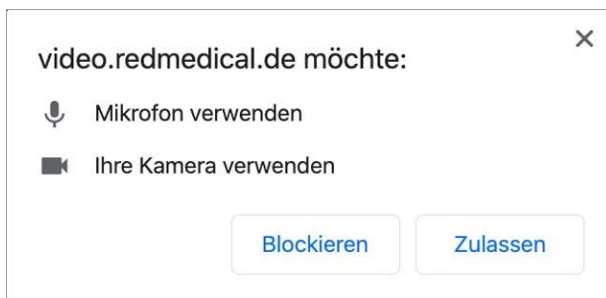 video.redmedical.de möchte:
Mikrofon verwenden
Ihre Kamera verwenden
Blockieren Zulassen